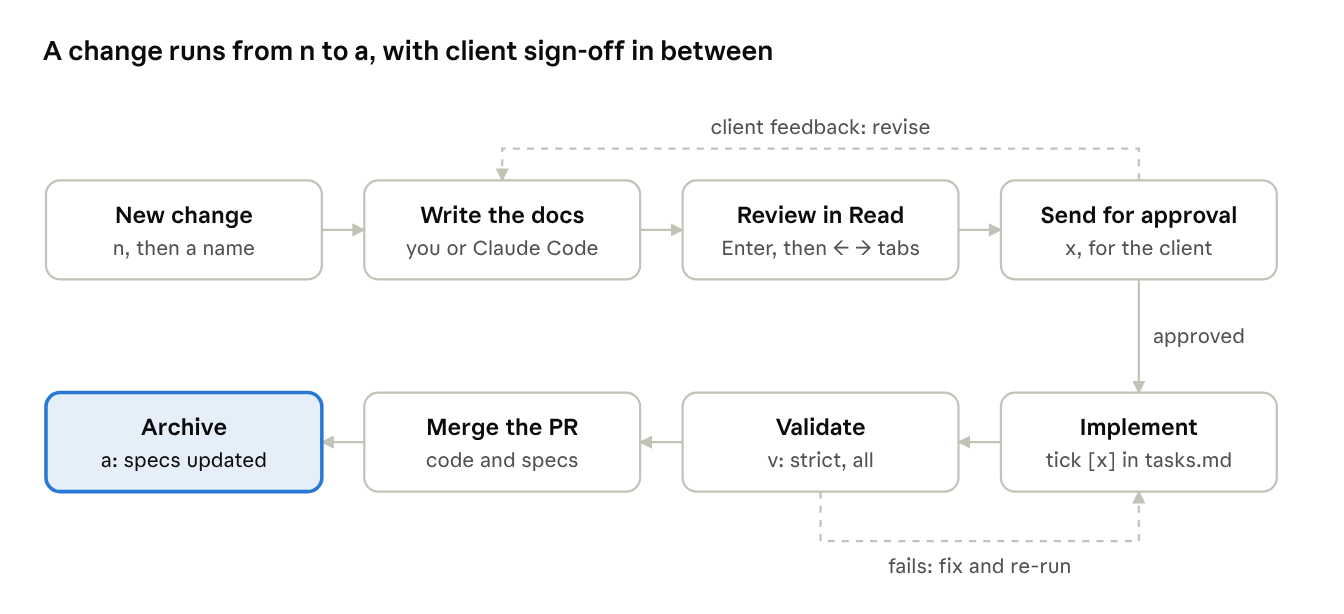 A change runs from n to a, with client sign-off in between
client feedback: revise
New change
n, then a name
Write the docs
you or Claude Code
Review in Read
Enter, then ← → tabs
Send for approval
x, for the client
approved
Archive
a: specs updated
Merge the PR
code and specs
Validate
v: strict, all
Implement
tick [x] in tasks.md
fails: fix and re-run